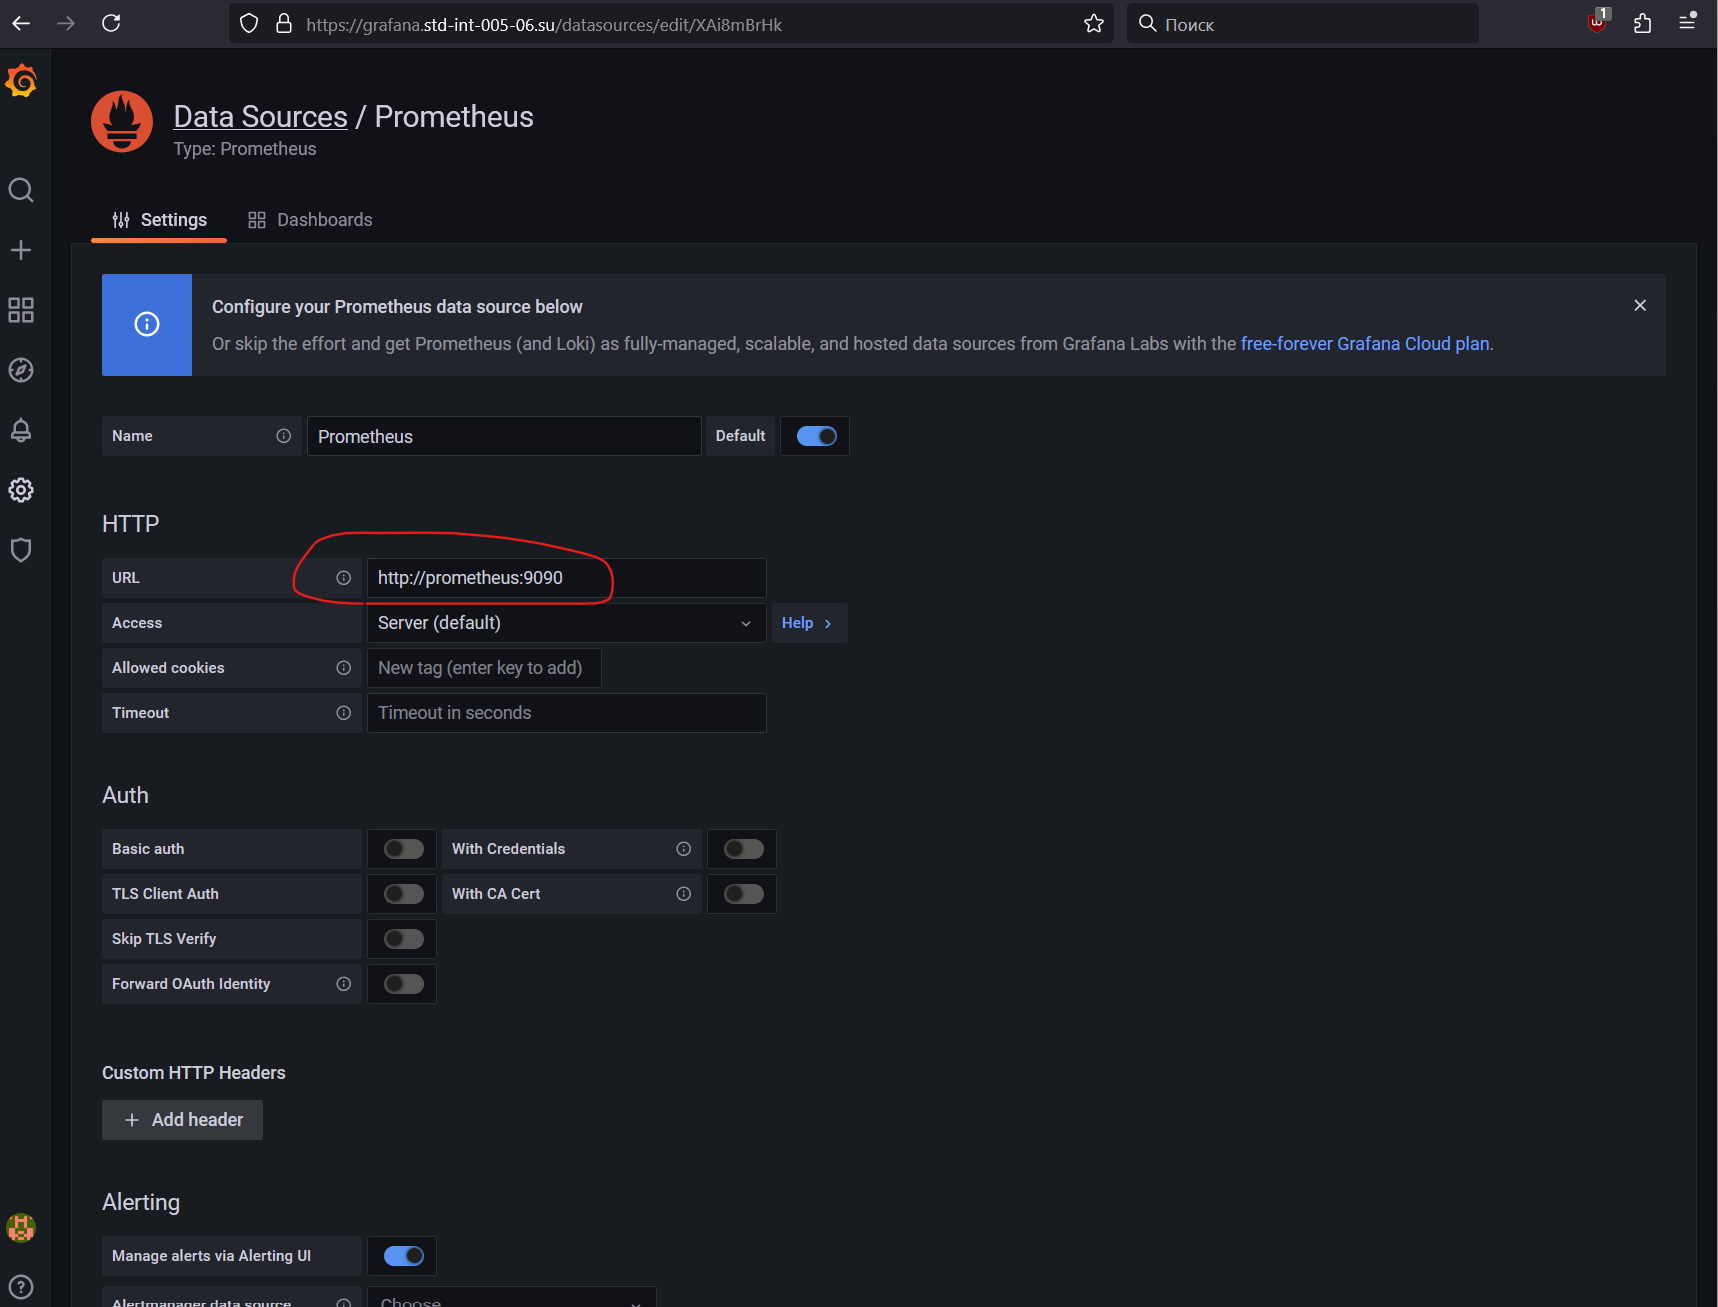 https://grafana.std-int-005-06.su/datasources/edit/XAi8mBrHk
Поиск
1
Data Sources / Prometheus
Type: Prometheus
Settings
Dashboards
Configure your Prometheus data source below
Or skip the effort and get Prometheus (and Loki) as fully-managed, scalable, and hosted data sources from Grafana Labs with the free-forever Grafana Cloud plan.
Name
Prometheus
Default
HTTP
URL
http://prometheus:9090
Access
Server (default)
Help
Allowed cookies
New tag (enter key to add)
Timeout
Timeout in seconds
Auth
Basic auth
With Credentials
TLS Client Auth
With CA Cert
Skip TLS Verify
Forward OAuth Identity
Custom HTTP Headers
Add header
Alerting
Manage alerts via Alerting UI
Alertmanager data source
Choose